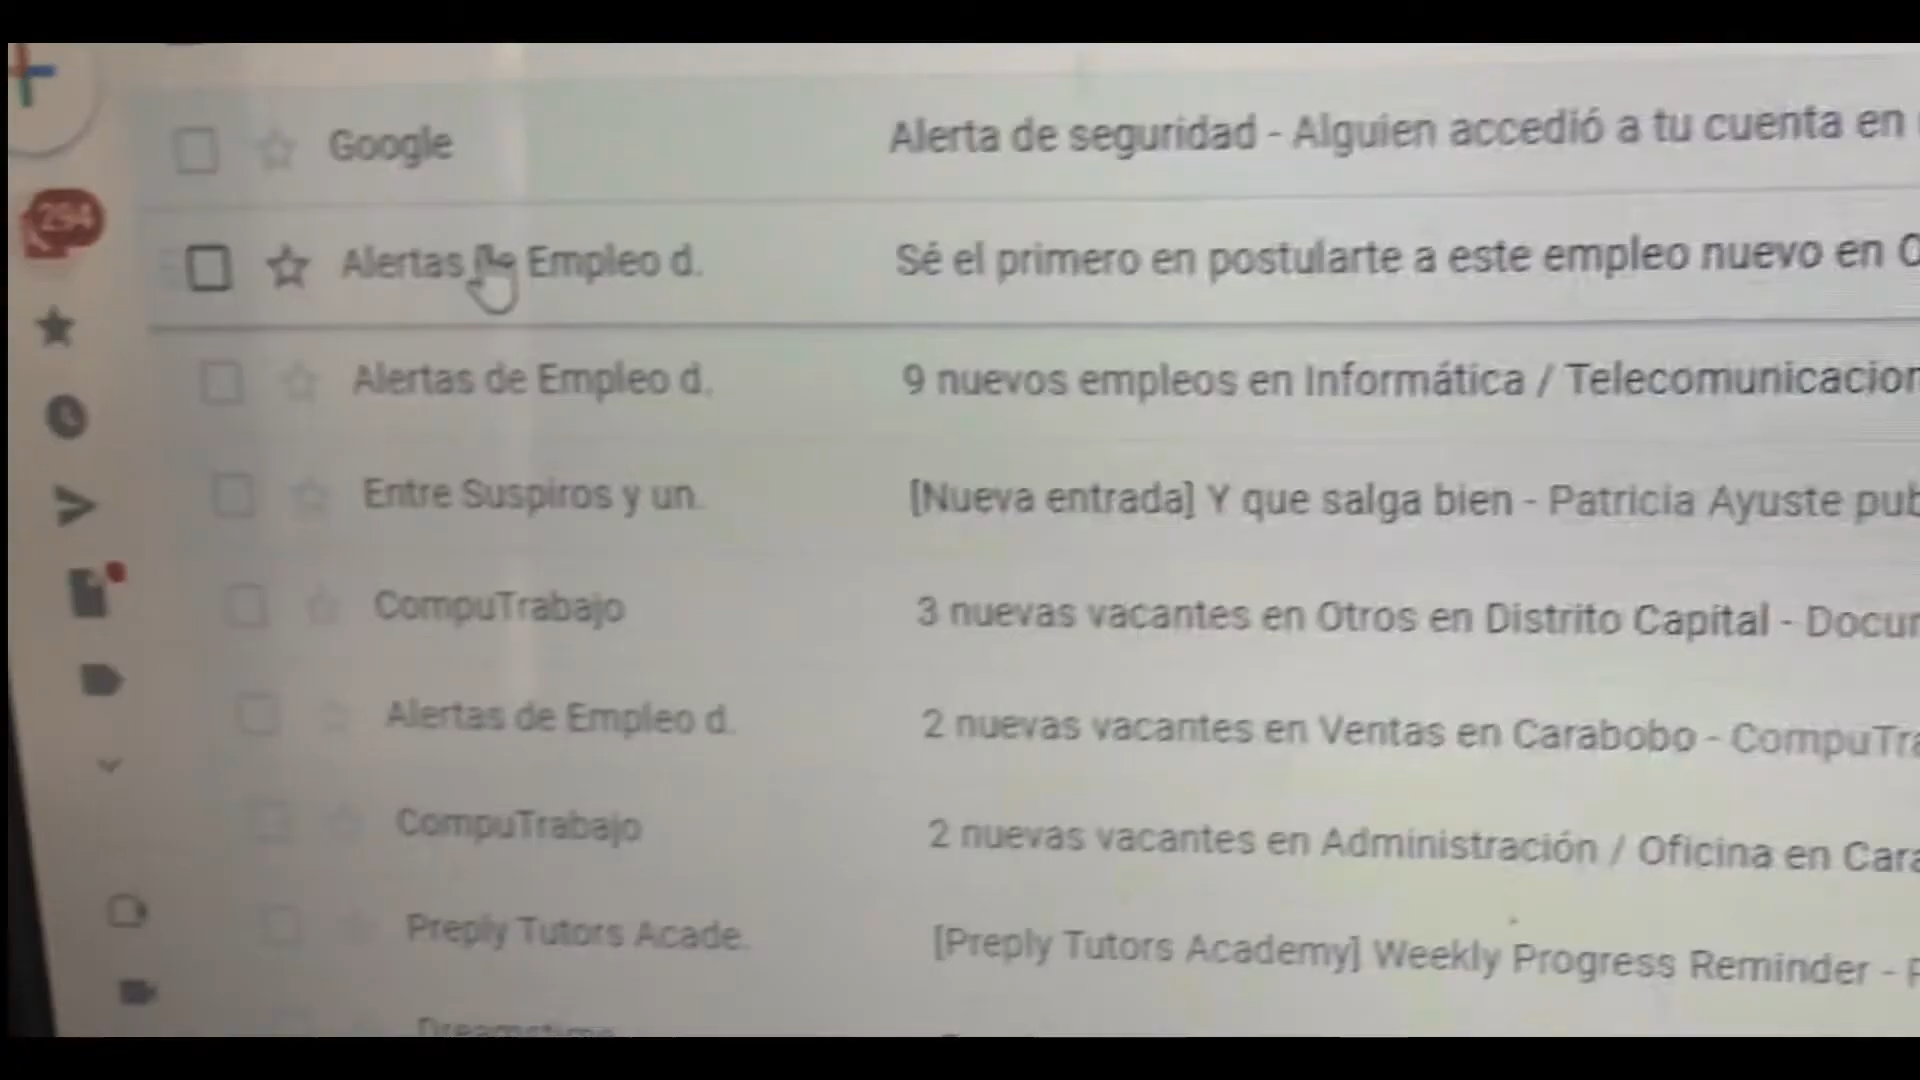 Google Alerta de seguridad - Alguien accedió a tu cuenta en
294
Alertas de Empleo d. Sé el primero en postularte a este empleo nuevo en
Alertas de Empleo d. 9 nuevos empleos en Informática / Telecomunicacion
Entre Suspiros y un. [Nueva entrada] Y que salga bien - Patricia Ayuste pub
CompuTrabajo 3 nuevas vacantes en Otros en Distrito Capital - Docum
Alertas de Empleo d. 2 nuevas vacantes en Ventas en Carabobo - CompuTra
CompuTrabajo 2 nuevas vacantes en Administración / Oficina en Cara
Preply Tutors Acade. [Preply Tutors Academy] Weekly Progress Reminder -